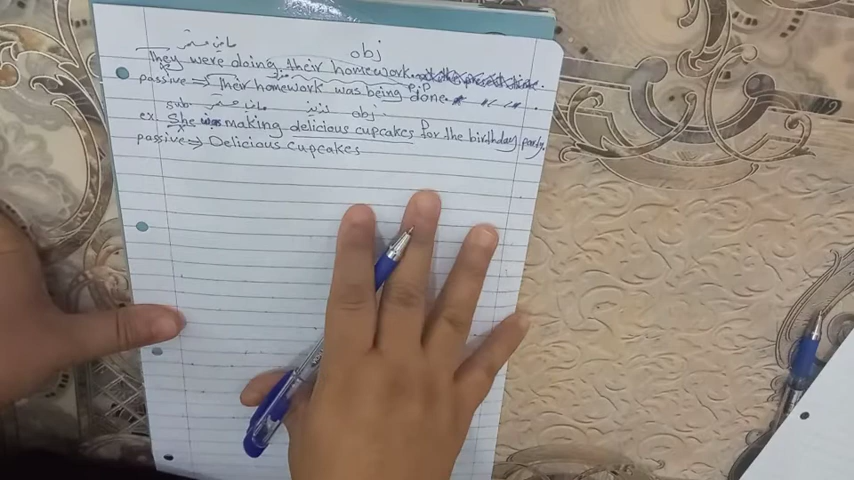 ماضي مستمر obj
They were doing their homework
passive → Their homework was being done.
sub ماضي مستمر obj.
ex. She was making delicious cupcakes for the birthday party.
passive → Delicious Cupcakes